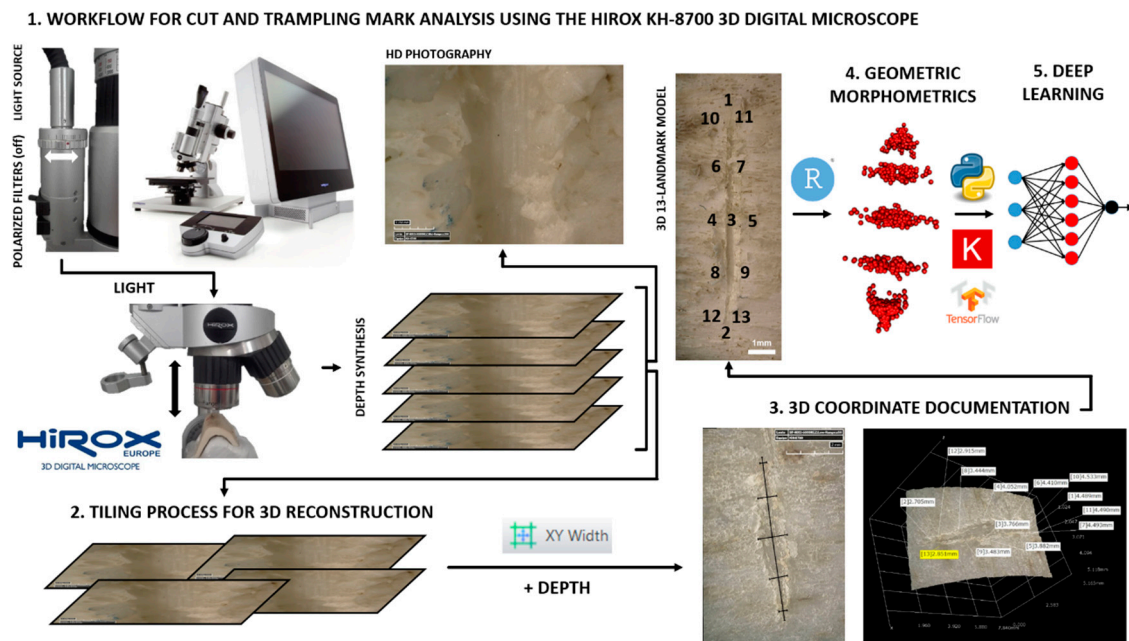 1. WORKFLOW FOR CUT AND TRAMPLING MARK ANALYSIS USING THE HIROX KH-8700 3D DIGITAL MICROSCOPE
POLARIZED FILTERS (off)
LIGHT SOURCE
HD PHOTOGRAPHY
3D 13-LANDMARK MODEL
1
10 11
6 7
4 3 5
8 9
12 13
2
1mm
4. GEOMETRIC
MORPHOMETRICS
5. DEEP
LEARNING
R
K
TensorFlow
LIGHT
HIROX
DEPTH SYNTHESIS
HIROX
EUROPE
3D DIGITAL MICROSCOPE
2. TILING PROCESS FOR 3D RECONSTRUCTION
XY Width
+ DEPTH
3. 3D COORDINATE DOCUMENTATION
[12]2.915mm
[8]3.444mm
[4]4.052mm
[6]4.410mm
[10]4.533mm
[1]4.489mm
[11]4.490mm
[7]4.493mm
[2]2.705mm
[3]3.766mm
[5]3.882mm
[9]3.483mm
[13]2.851mm